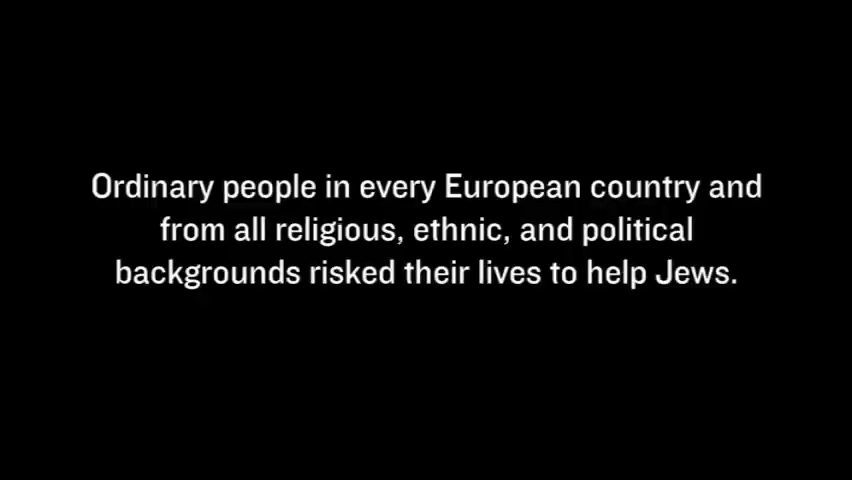 Ordinary people in every European country and
from all religious, ethnic, and political
backgrounds risked their lives to help Jews.